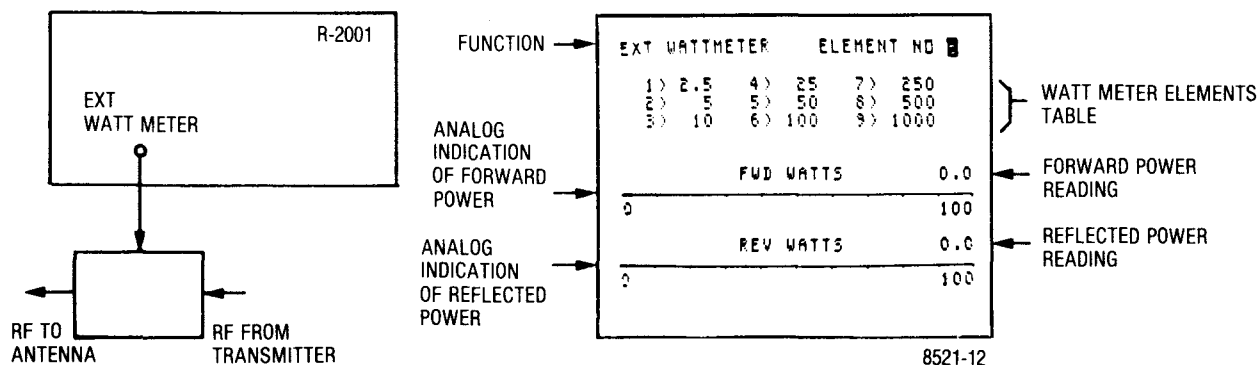 R-2001
EXT
WATT METER
RF TO
ANTENNA
RF FROM
TRANSMITTER
FUNCTION
ANALOG
INDICATION
OF FORWARD
POWER
ANALOG
INDICATION
OF REFLECTED
POWER
EXT WATTMETER ELEMENT NO
1) 2.5 4) 25 7) 250
2) 5 5) 50 8) 500
3) 10 6) 100 9) 1000
FWD WATTS 0.0
0 100
REV WATTS 0.0
0 100
WATT METER ELEMENTS
TABLE
FORWARD POWER
READING
REFLECTED POWER
READING
8521-12